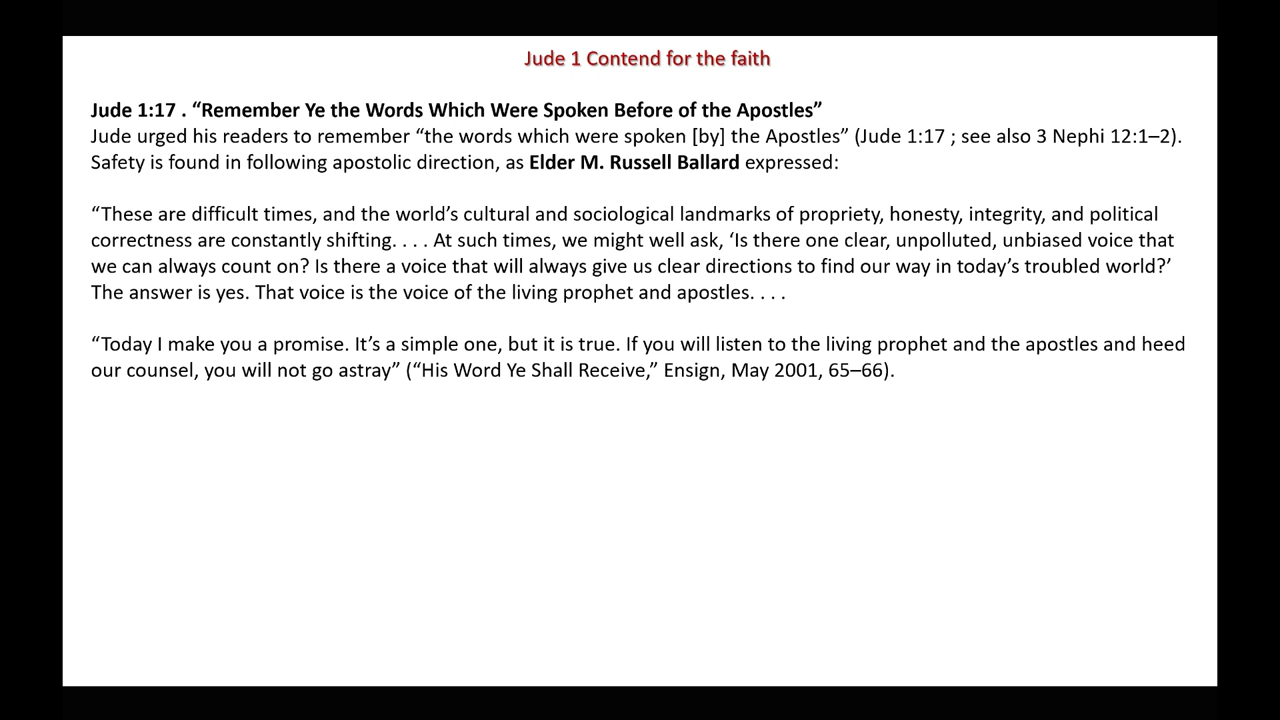 Jude 1 Contend for the faith
Jude 1:17 . “Remember Ye the Words Which Were Spoken Before of the Apostles”
Jude urged his readers to remember “the words which were spoken [by] the Apostles” (Jude 1:17 ; see also 3 Nephi 12:1–2).
Safety is found in following apostolic direction, as Elder M. Russell Ballard expressed:
“These are difficult times, and the world’s cultural and sociological landmarks of propriety, honesty, integrity, and political
correctness are constantly shifting. . . . At such times, we might well ask, ‘Is there one clear, unpolluted, unbiased voice that
we can always count on? Is there a voice that will always give us clear directions to find our way in today’s troubled world?’
The answer is yes. That voice is the voice of the living prophet and apostles. . . .
“Today I make you a promise. It’s a simple one, but it is true. If you will listen to the living prophet and the apostles and heed
our counsel, you will not go astray” (“His Word Ye Shall Receive,” Ensign, May 2001, 65–66).